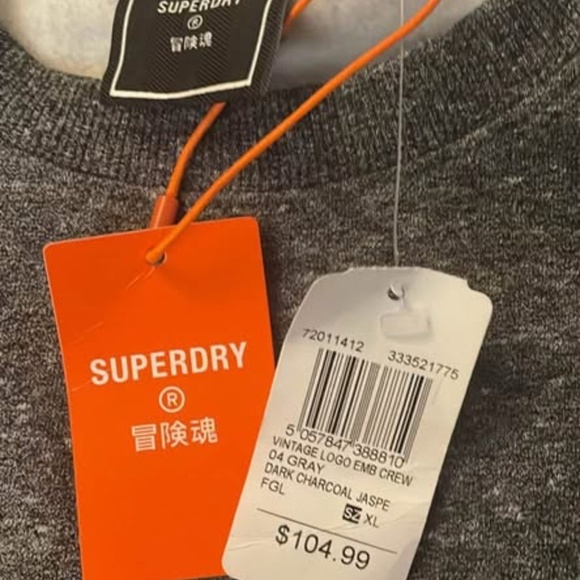 SUPERDRY
®
冒険魂
SUPERDRY
®
冒険魂
72011412 333521775
5 057847 388810
VINTAGE LOGO EMB CREW
04 GRAY
DARK CHARCOAL JASPE
FGL
SZ XL
$104.99